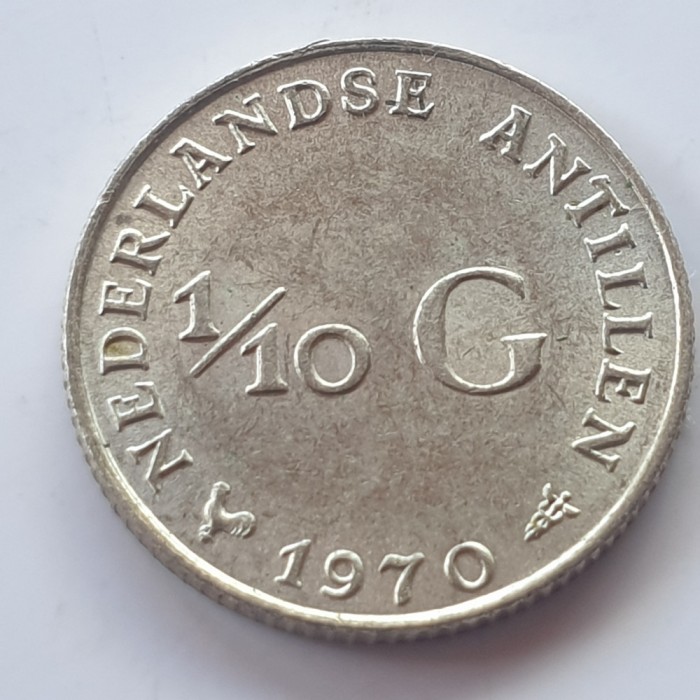 NEDERLANDSE ANTILLEN
1/10 G
1970